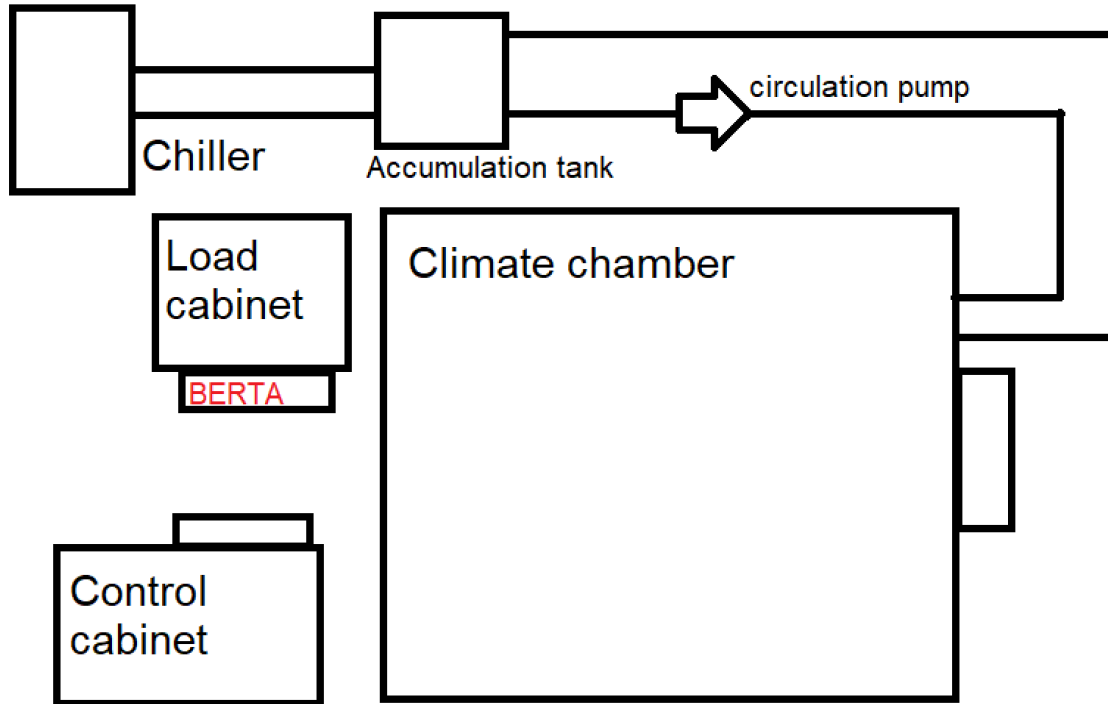 circulation pump
Chiller
Accumulation tank
Load
cabinet
Climate chamber
BERTA
Control
cabinet